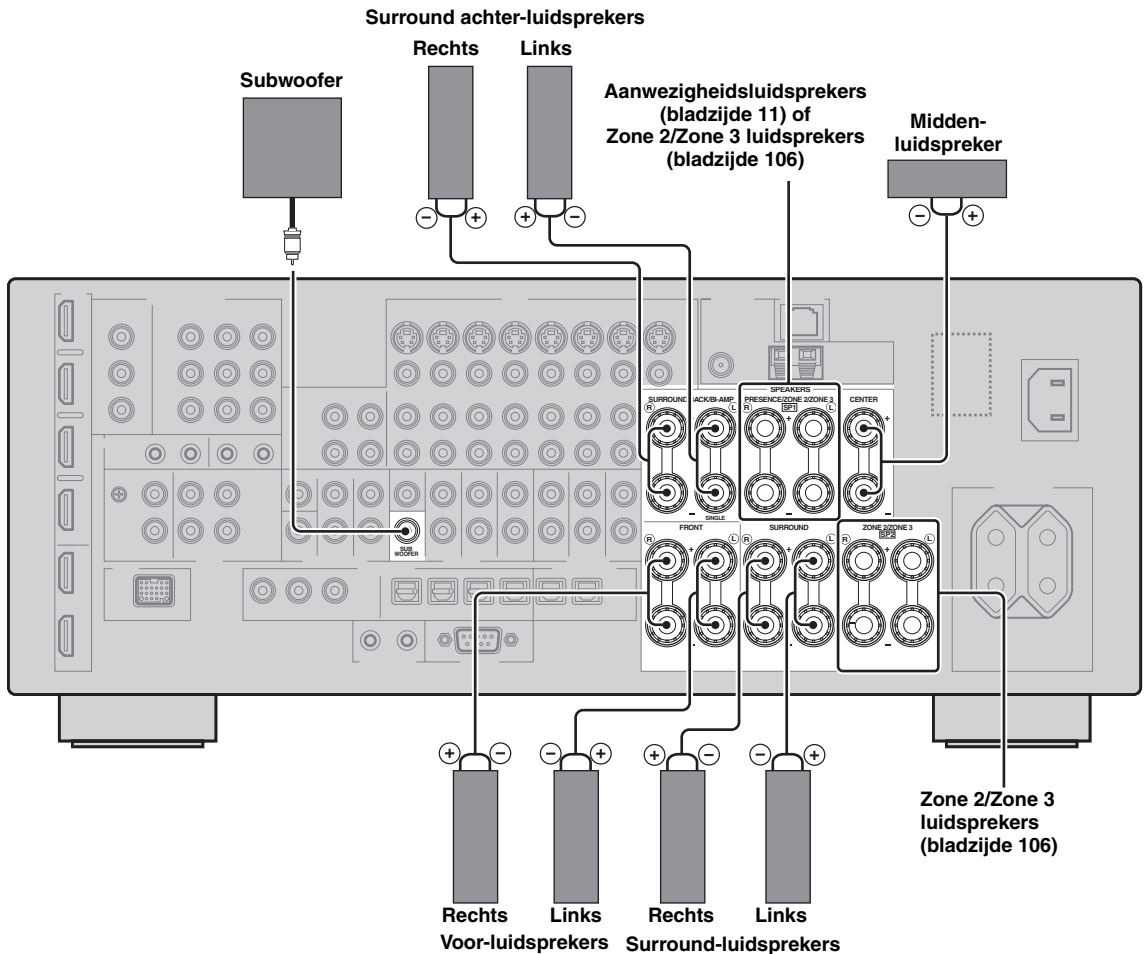 Surround achter-luidsprekers
Rechts
Links
Subwoofer
Aanwezigheidsluidsprekers
(bladzijde 11) of
Zone 2/Zone 3 luidsprekers
(bladzijde 106)
Midden-
luidspreker
− +
+ −
− +
SPEAKERS
SURROUND BACK/BI-AMP
PRESENCE/ZONE 2/ZONE 3
CENTER
R L
R SP1 L
+ +
− −
SINGLE
SUB
WOOFER
FRONT
SURROUND
ZONE 2/ZONE 3
SP2
R L
R L
R L
+ + +
− − −
+ −
− +
+ −
− +
Zone 2/Zone 3
luidsprekers
(bladzijde 106)
Rechts
Links
Rechts
Links
Voor-luidsprekers
Surround-luidsprekers